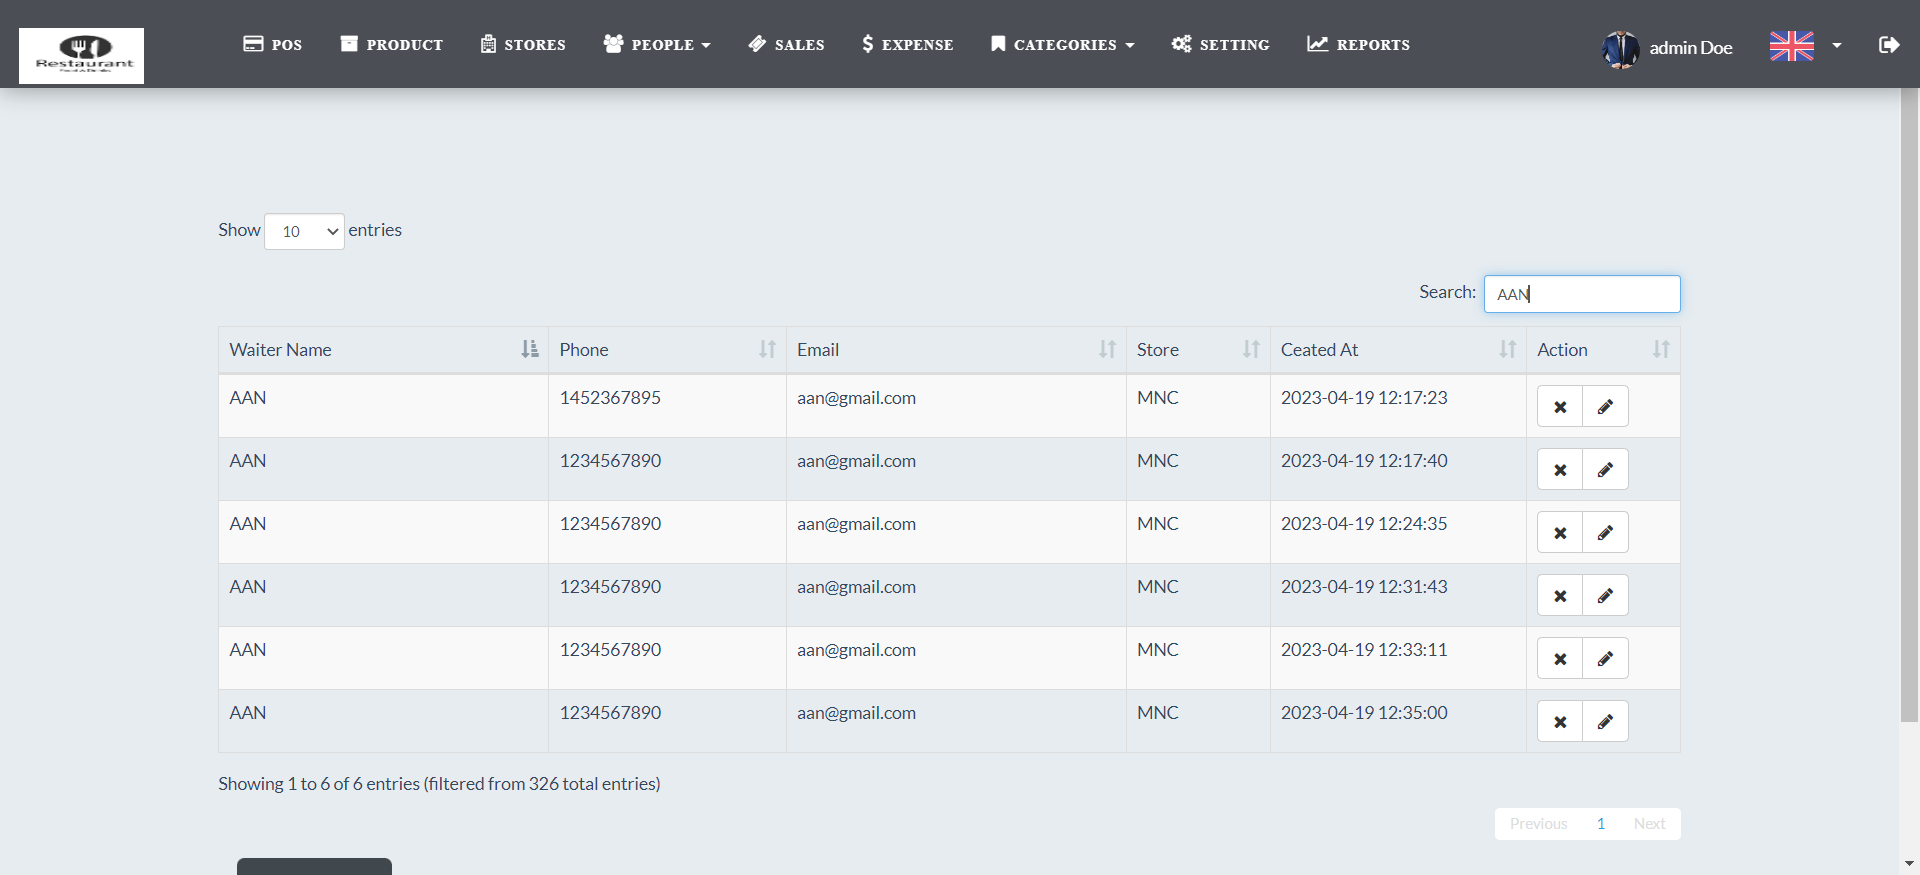 Restaurant
POS PRODUCT STORES PEOPLE SALES EXPENSE CATEGORIES SETTING REPORTS admin Doe
Show 10 entries
Search: AAN
Waiter Name Phone Email Store Ceated At Action
AAN 1452367895 aan@gmail.com MNC 2023-04-19 12:17:23
AAN 1234567890 aan@gmail.com MNC 2023-04-19 12:17:40
AAN 1234567890 aan@gmail.com MNC 2023-04-19 12:24:35
AAN 1234567890 aan@gmail.com MNC 2023-04-19 12:31:43
AAN 1234567890 aan@gmail.com MNC 2023-04-19 12:33:11
AAN 1234567890 aan@gmail.com MNC 2023-04-19 12:35:00
Showing 1 to 6 of 6 entries (filtered from 326 total entries)
Previous 1 Next